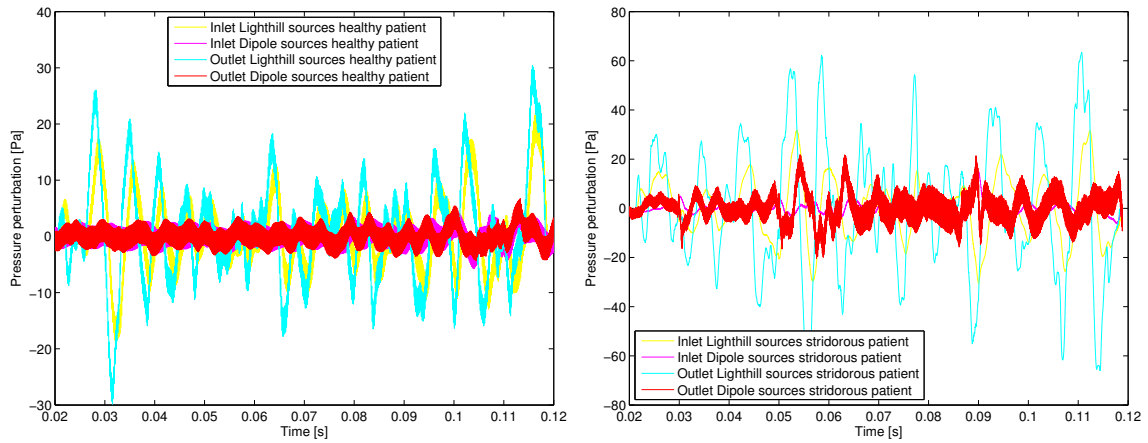 40
30
20
10
0
−10
−20
−30
Pressure perturbation [Pa]
Inlet Lighthill sources healthy patient
Inlet Dipole sources healthy patient
Outlet Lighthill sources healthy patient
Outlet Dipole sources healthy patient
0.02 0.03 0.04 0.05 0.06 0.07 0.08 0.09 0.1 0.11 0.12
Time [s]
80
60
40
20
0
−20
−40
−60
−80
Pressure perturbation [Pa]
Inlet Lighthill sources stridorous patient
Inlet Dipole sources stridorous patient
Outlet Lighthill sources stridorous patient
Outlet Dipole sources stridorous patient
0.02 0.03 0.04 0.05 0.06 0.07 0.08 0.09 0.1 0.11 0.12
Time [s]